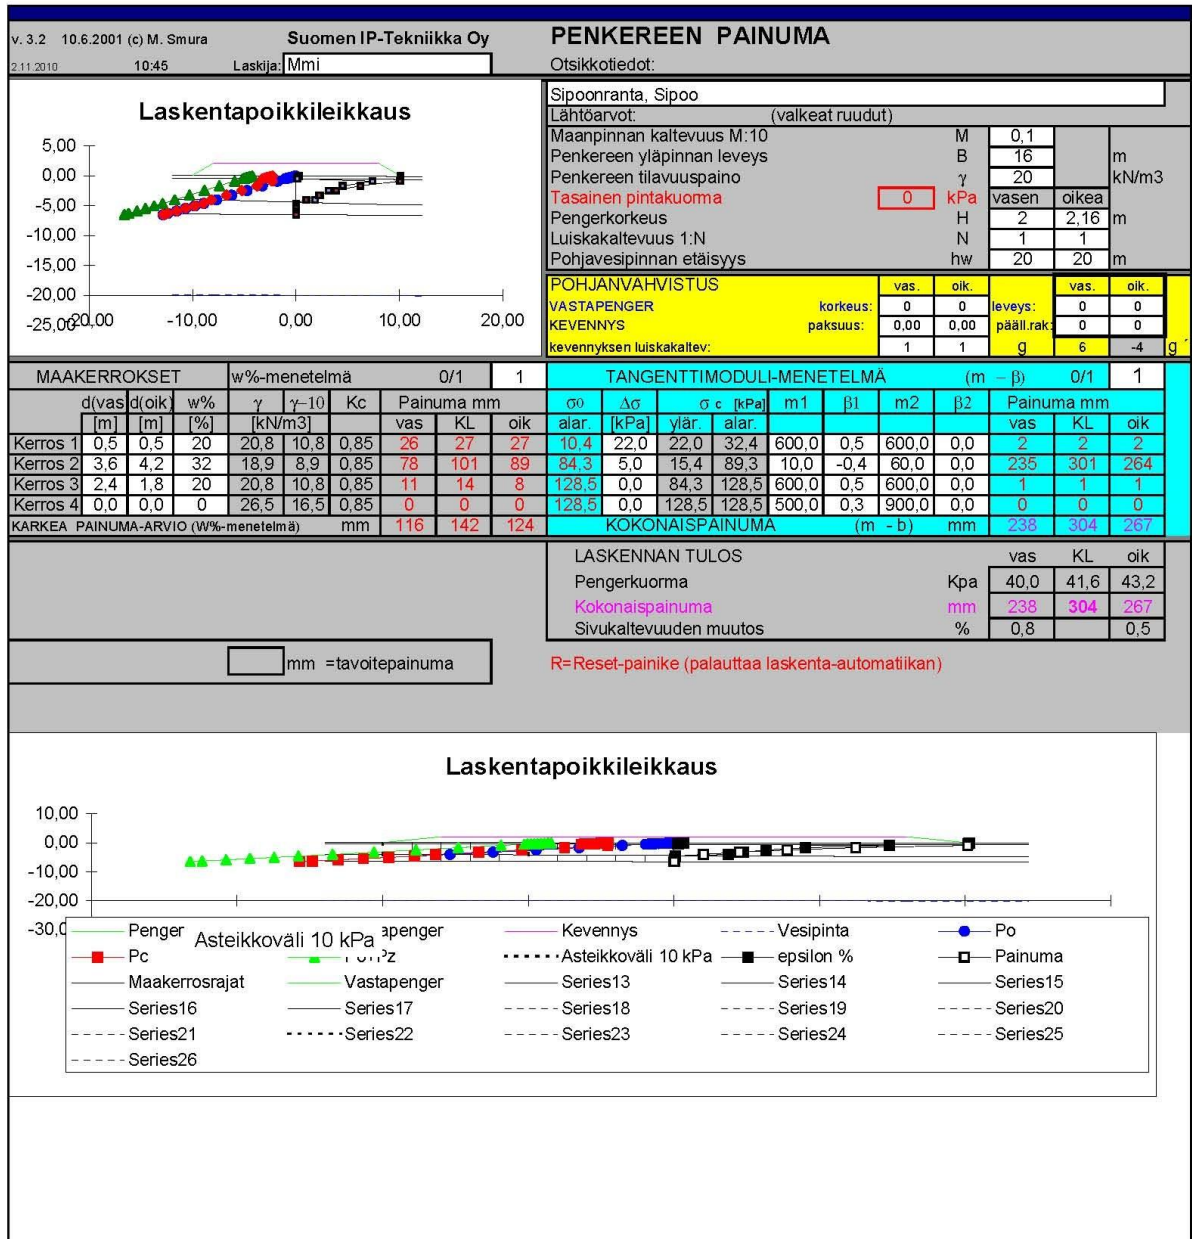 v. 3.2 10.6.2001 (c) M. Smura Suomen IP-Tekniikka Oy PENKEREEN PAINUMA
2.11.2010 10:45 Laskija: Mmi Otsikkotiedot:
Sipoonranta, Sipoo
Lähtöarvot: (valkeat ruudut)
Maanpinnan kaltevuus M:10 M 0,1
Penkereen yläpinnan leveys B 16 m
Penkereen tilavuuspaino γ 20 kN/m3
Tasainen pintakuorma 0 kPa vasen oikea
Pengerkorkeus H 2 2,16 m
Luiskakaltevuus 1:N N 1 1
Pohjavesipinnan etäisyys hw 20 20 m
Laskentapoikkileikkaus
5,00
0,00
-5,00
-10,00
-15,00
-20,00
-25,00
-20,00 -10,00 0,00 10,00 20,00
POHJANVAHVISTUS vas. oik. vas. oik.
VASTAPENGER korkeus: 0 0 leveys: 0 0
KEVENNYS paksuus: 0,00 0,00 pääll.rak: 0 0
kevennyksen luiskakaltev: 1 1 g 6 -4 g ´
MAAKERROKSET w%-menetelmä 0/1 1 TANGENTTIMODULI-MENETELMÄ (m – β) 0/1 1
d(vas d(oik) w% γ γ–10 Kc Painuma mm σ0 Δσ σ c [kPa] m1 β1 m2 β2 Painuma mm
[m] [m] [%] [kN/m3] vas KL oik alar. [kPa] ylär. alar. vas KL oik
Kerros 1 0,5 0,5 20 20,8 10,8 0,85 26 27 27 10,4 22,0 22,0 32,4 600,0 0,5 600,0 0,0 2 2 2
Kerros 2 3,6 4,2 32 18,9 8,9 0,85 78 101 89 84,3 5,0 15,4 89,3 10,0 -0,4 60,0 0,0 235 301 264
Kerros 3 2,4 1,8 20 20,8 10,8 0,85 11 14 8 128,5 0,0 84,3 128,5 600,0 0,5 600,0 0,0 1 1 1
Kerros 4 0,0 0,0 0 26,5 16,5 0,85 0 0 0 128,5 0,0 128,5 128,5 500,0 0,3 900,0 0,0 0 0 0
KARKEA PAINUMA-ARVIO (W%-menetelmä) mm 116 142 124 KOKONAISPAINUMA (m - b) mm 238 304 267
LASKENNAN TULOS vas KL oik
Pengerkuorma Kpa 40,0 41,6 43,2
Kokonaispainuma mm 238 304 267
Sivukaltevuuden muutos % 0,8 0,5
mm =tavoitepainuma R=Reset-painike (palauttaa laskenta-automatiikan)
Laskentapoikkileikkaus
10,00
0,00
-10,00
-20,00
-30,0
Penger apenger Kevennys Vesipinta Po
Asteikkoväli 10 kPa
Pc Asteikkoväli 10 kPa epsilon % Painuma
Maakerrosrajat Vastapenger Series13 Series14 Series15
Series16 Series17 Series18 Series19 Series20
Series21 Series22 Series23 Series24 Series25
Series26